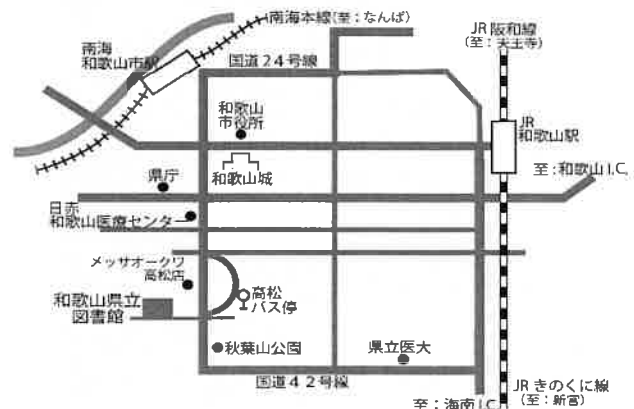 南海本線(至：なんば)
JR 阪和線
(至：天王寺)
南海
和歌山市駅
国道24号線
和歌山
市役所
JR
和歌山駅
至：和歌山 I.C.
県庁
和歌山城
日赤
和歌山医療センター
メッサオークワ
高松店
高松
バス停
和歌山県立
図書館
秋葉山公園
県立医大
国道４２号線
JR きのくに線
(至：新宮)
至：海南 I.C.